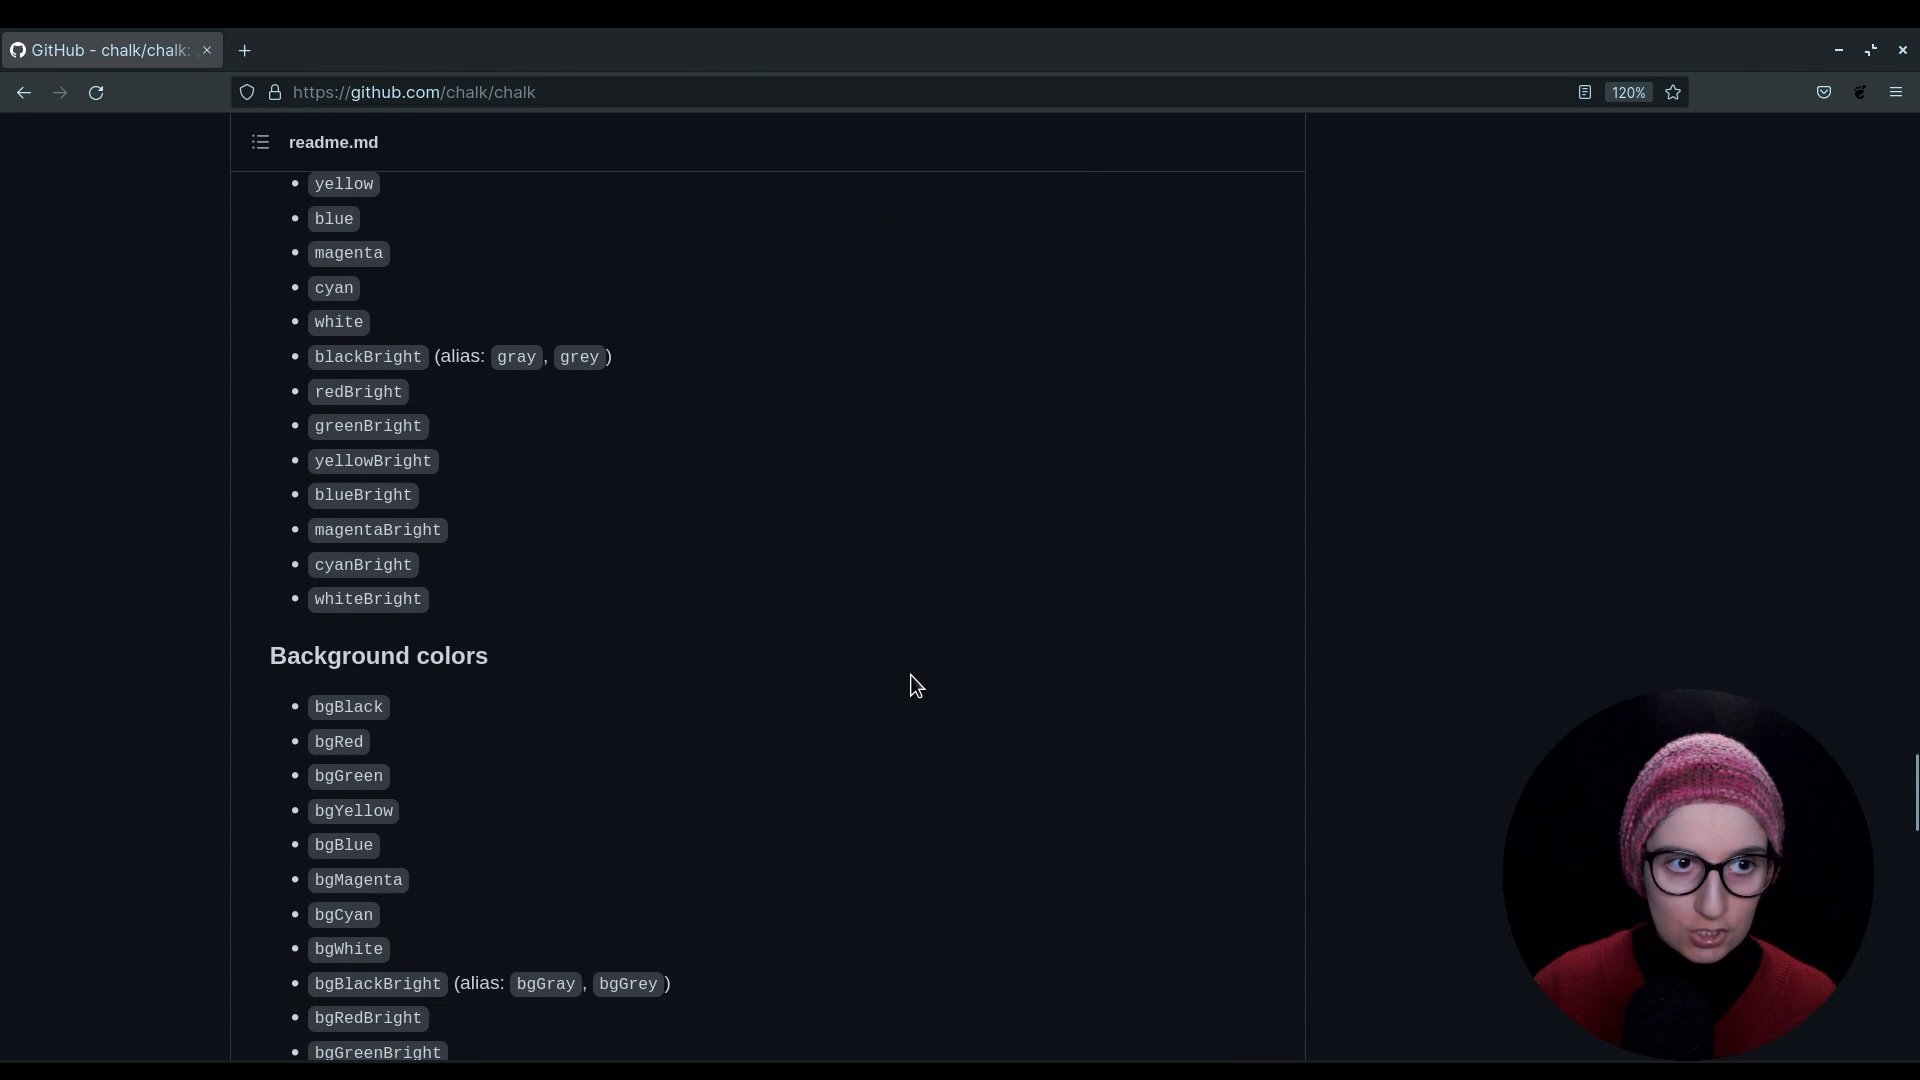 GitHub - chalk/chalk:
https://github.com/chalk/chalk
120%
readme.md
yellow
blue
magenta
cyan
white
blackBright (alias: gray, grey)
redBright
greenBright
yellowBright
blueBright
magentaBright
cyanBright
whiteBright
Background colors
bgBlack
bgRed
bgGreen
bgYellow
bgBlue
bgMagenta
bgCyan
bgWhite
bgBlackBright (alias: bgGray, bgGrey)
bgRedBright
bgGreenBright